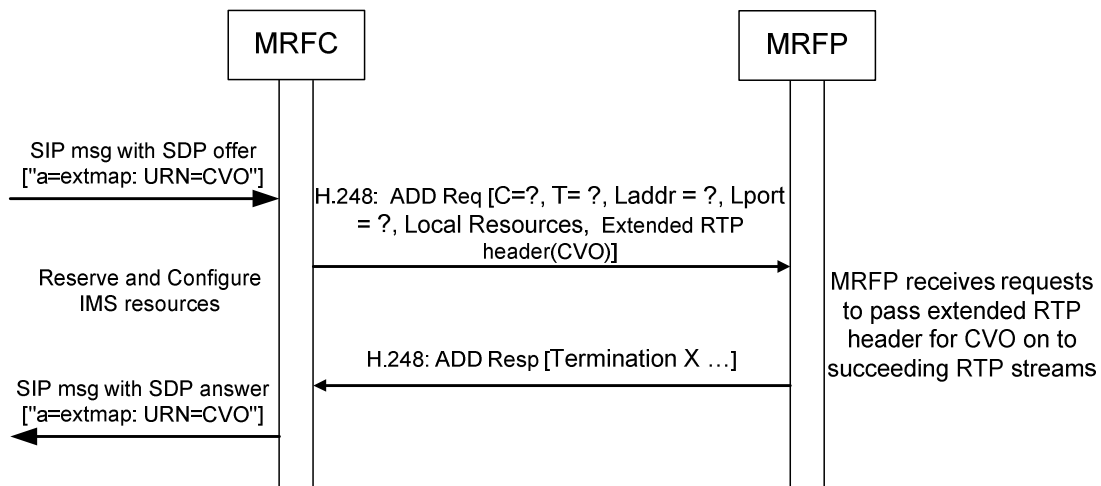 MRFC
MRFP
SIP msg with SDP offer
["a=extmap: URN=CVO"]
H.248: ADD Req [C=?, T= ?, Laddr = ?, Lport
= ?, Local Resources, Extended RTP
header(CVO)]
Reserve and Configure
IMS resources
MRFP receives requests
to pass extended RTP
header for CVO on to
succeeding RTP streams
H.248: ADD Resp [Termination X ...]
SIP msg with SDP answer
["a=extmap: URN=CVO"]